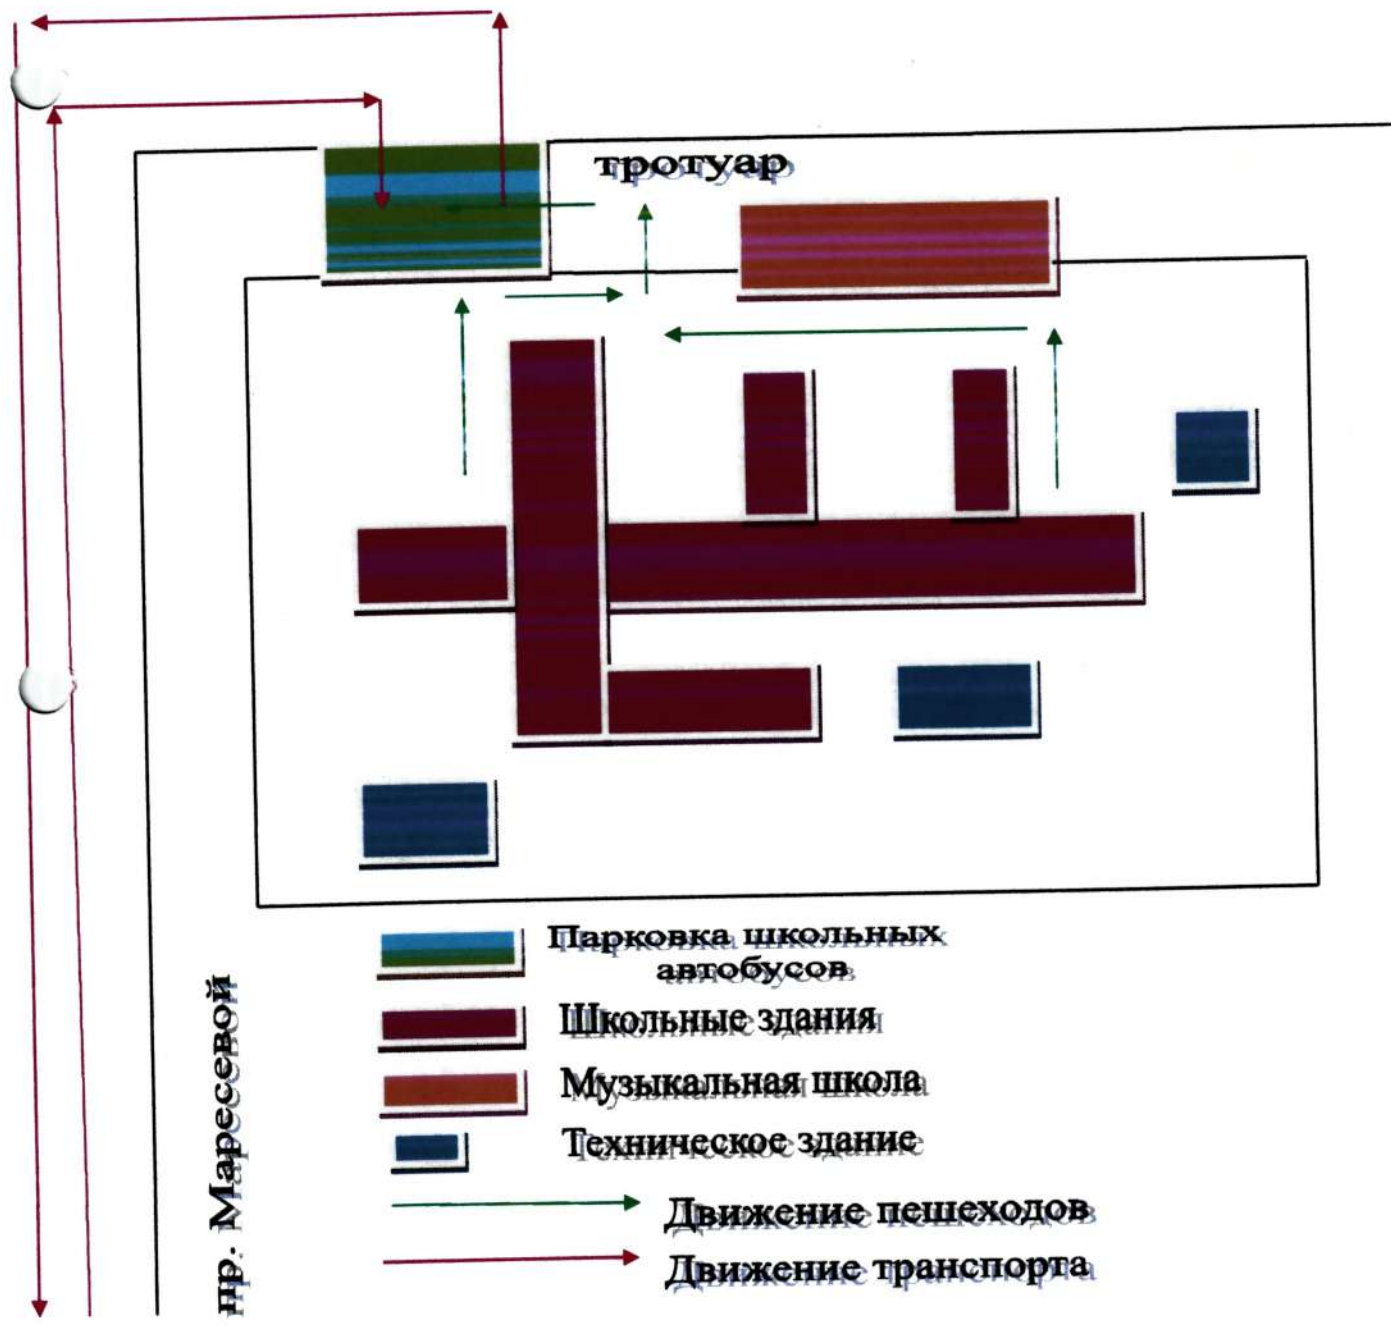 тротуар
Парковка школьных
автобусов
Школьные здания
Музыкальная школа
Техническое здание
Движение пешеходов
Движение транспорта
пр. Маресевой